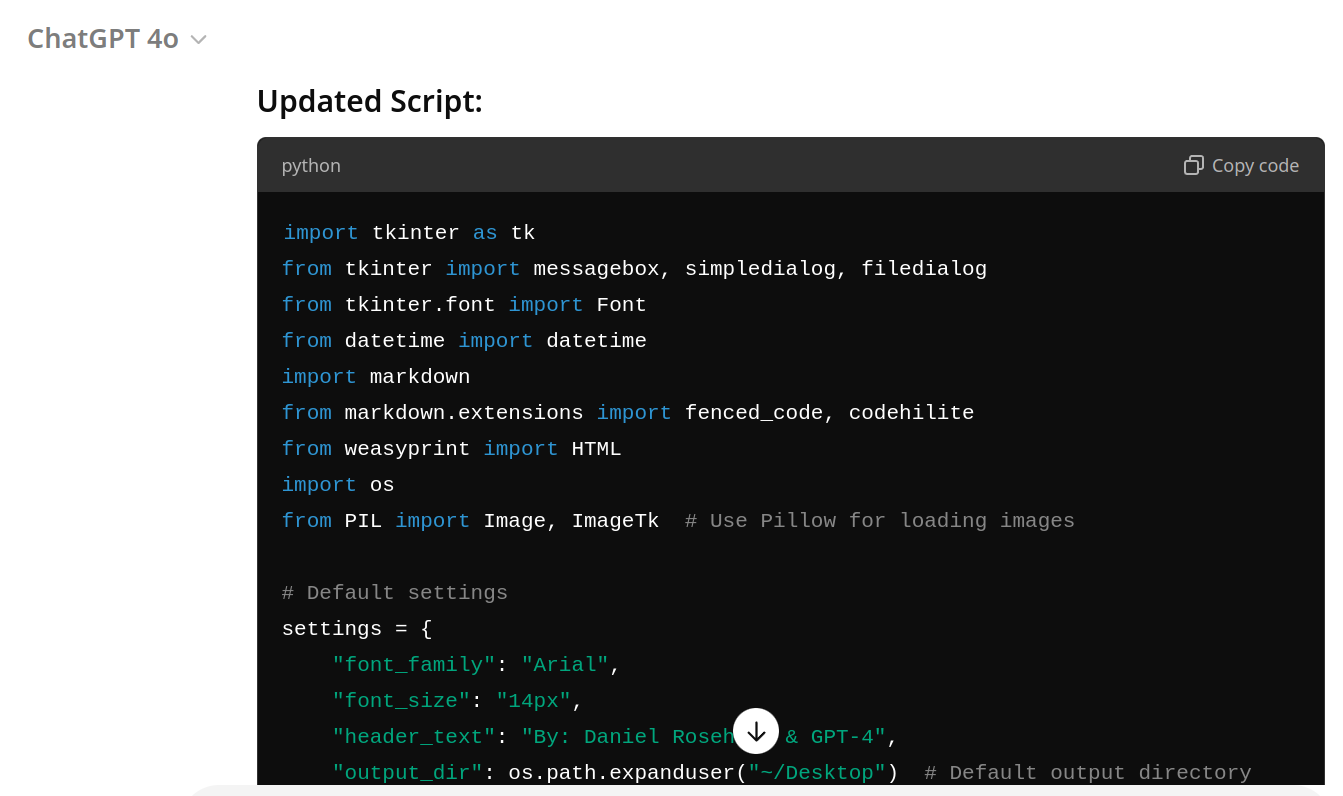 ChatGPT 4o
Updated Script:
python
Copy code
import tkinter as tk
from tkinter import messagebox, simpledialog, filedialog
from tkinter.font import Font
from datetime import datetime
import markdown
from markdown.extensions import fenced_code, codehilite
from weasyprint import HTML
import os
from PIL import Image, ImageTk  # Use Pillow for loading images
# Default settings
settings = {
    "font_family": "Arial",
    "font_size": "14px",
    "header_text": "By: Daniel & GPT-4",
    "output_dir": os.path.expanduser("~/Desktop")  # Default output directory